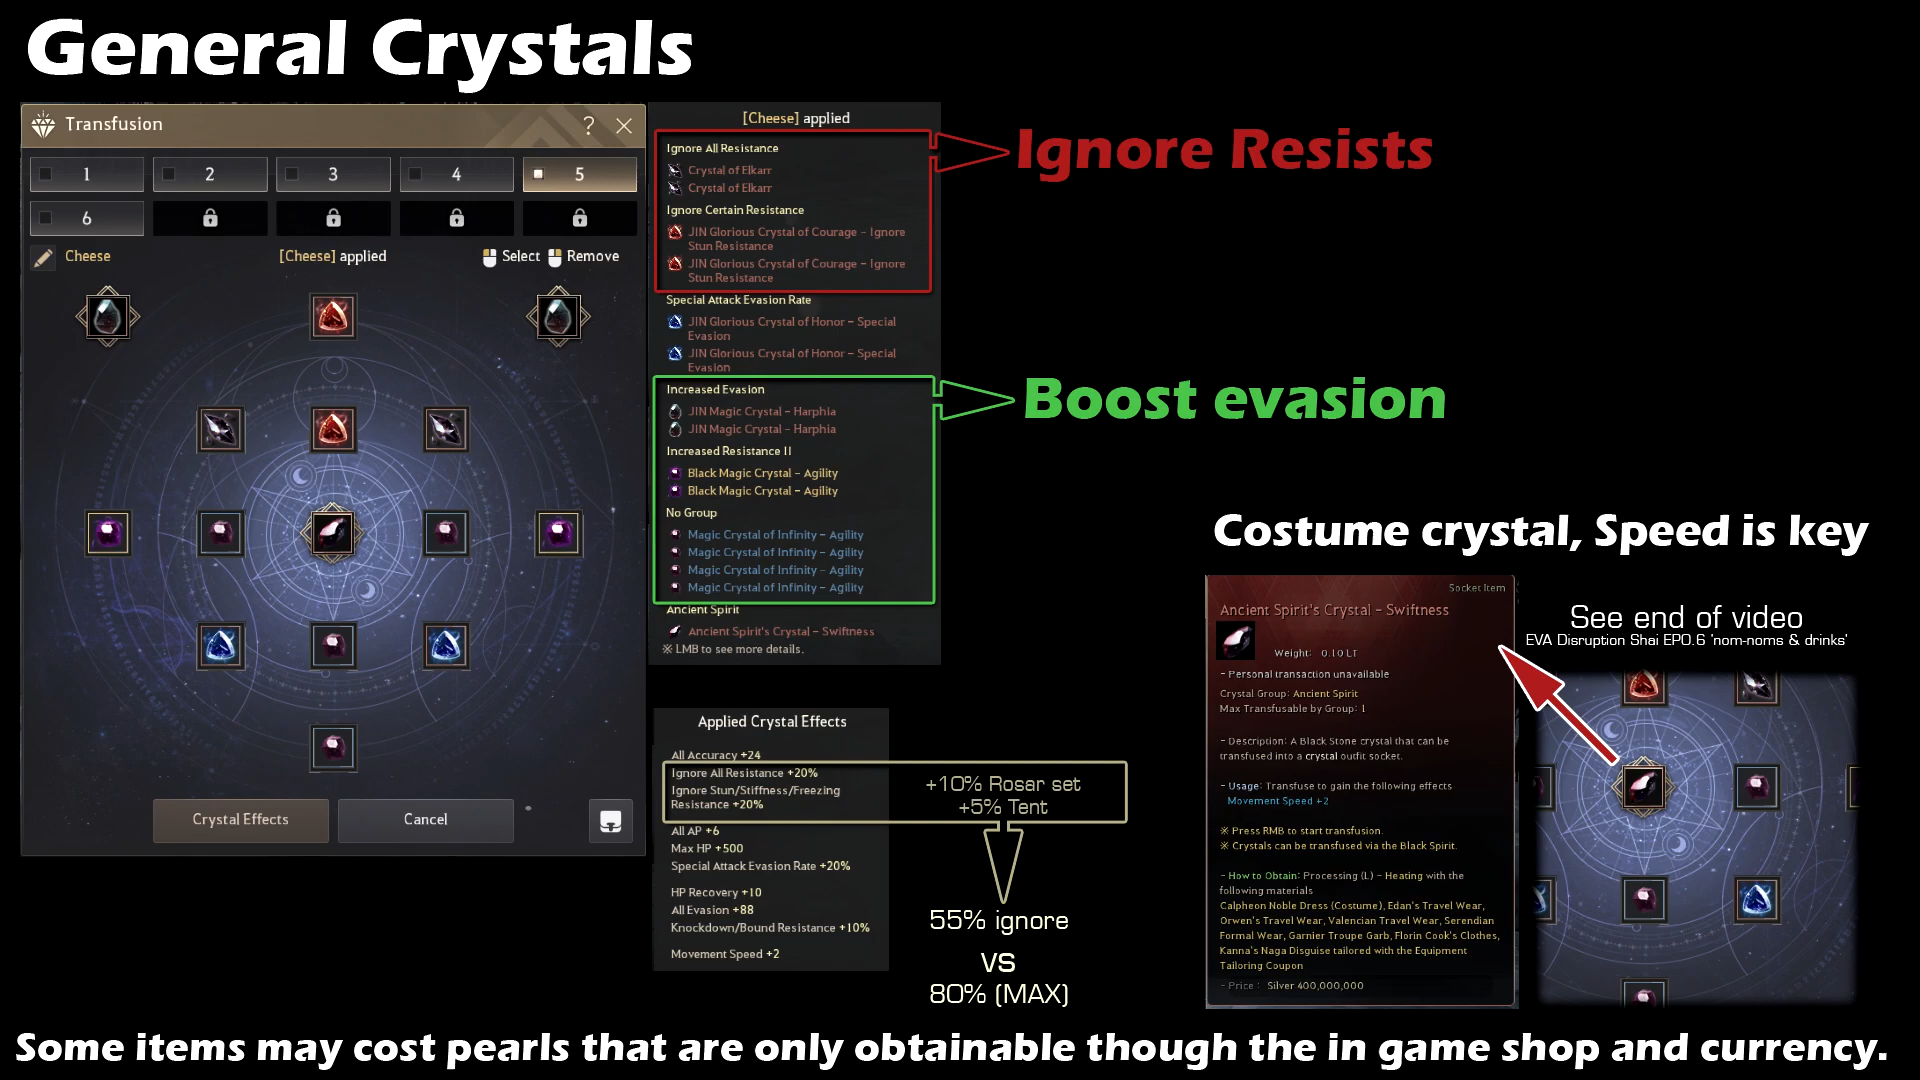 General Crystals
Transfusion
?
1
2
3
4
5
6
Cheese
[Cheese] applied
Select
Remove
Crystal Effects
Cancel
[Cheese] applied
Ignore All Resistance
Crystal of Elkarr
Crystal of Elkarr
Ignore Certain Resistance
JIN Glorious Crystal of Courage - Ignore
Stun Resistance
JIN Glorious Crystal of Courage - Ignore
Stun Resistance
Special Attack Evasion Rate
JIN Glorious Crystal of Honor - Special
Evasion
JIN Glorious Crystal of Honor - Special
Evasion
Increased Evasion
JIN Magic Crystal - Harphia
JIN Magic Crystal - Harphia
Increased Resistance II
Black Magic Crystal - Agility
Black Magic Crystal - Agility
No Group
Magic Crystal of Infinity - Agility
Magic Crystal of Infinity - Agility
Magic Crystal of Infinity - Agility
Magic Crystal of Infinity - Agility
Ancient Spirit
Ancient Spirit's Crystal - Swiftness
※ LMB to see more details.
Ignore Resists
Boost evasion
Applied Crystal Effects
All Accuracy +24
Ignore All Resistance +20%
Ignore Stun/Stiffness/Freezing
Resistance +20%
All AP +6
Max HP +500
Special Attack Evasion Rate +20%
HP Recovery +10
All Evasion +88
Knockdown/Bound Resistance +10%
Movement Speed +2
+10% Rosar set
+5% Tent
55% ignore
VS
80% (MAX)
Costume crystal, Speed is key
Socket Item
Ancient Spirit's Crystal - Swiftness
Weight: 0.10 LT
- Personal transaction unavailable
Crystal Group: Ancient Spirit
Max Transfusable by Group: 1
- Description: A Black Stone crystal that can be
transfused into a crystal outfit socket.
- Usage: Transfuse to gain the following effects
Movement Speed +2
※ Press RMB to start transfusion.
※ Crystals can be transfused via the Black Spirit.
- How to Obtain: Processing (L) - Heating with the
following materials
Calpheon Noble Dress (Costume), Edan's Travel Wear,
Orwen's Travel Wear, Valencian Travel Wear, Serendian
Formal Wear, Garnier Troupe Garb, Florin Cook's Clothes,
Kanna's Naga Disguise tailored with the Equipment
Tailoring Coupon
- Price : Silver 400,000,000
See end of video
EVA Disruption Shai EP0.6 'nom-noms & drinks'
Some items may cost pearls that are only obtainable though the in game shop and currency.